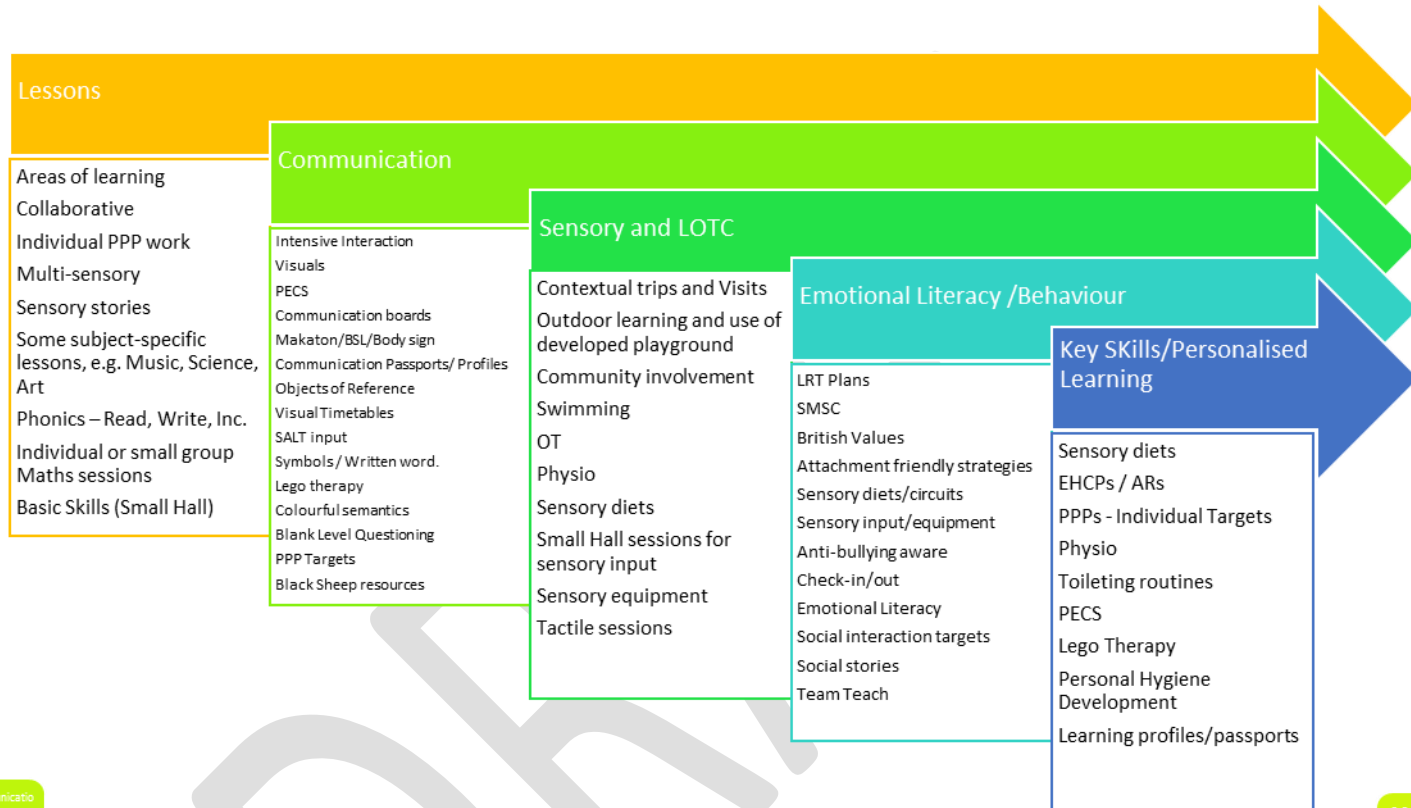 Lessons
Areas of learning
Collaborative
Individual PPP work
Multi-sensory
Sensory stories
Some subject-specific
lessons, e.g. Music, Science,
Art
Phonics – Read, Write, Inc.
Individual or small group
Maths sessions
Basic Skills (Small Hall)
Communication
Intensive Interaction
Visuals
PECS
Communication boards
Makaton/BSL/Body sign
Communication Passports/ Profiles
Objects of Reference
Visual Timetables
SALT input
Symbols / Written word.
Lego therapy
Colourful semantics
Blank Level Questioning
PPP Targets
Black Sheep resources
Sensory and LOTC
Contextual trips and Visits
Outdoor learning and use of
developed playground
Community involvement
Swimming
OT
Physio
Sensory diets
Small Hall sessions for
sensory input
Sensory equipment
Tactile sessions
Emotional Literacy /Behaviour
LRT Plans
SMSC
British Values
Attachment friendly strategies
Sensory diets/circuits
Sensory input/equipment
Anti-bullying aware
Check-in/out
Emotional Literacy
Social interaction targets
Social stories
Team Teach
Key SKills/Personalised
Learning
Sensory diets
EHCPs / ARs
PPPs - Individual Targets
Physio
Toileting routines
PECS
Lego Therapy
Personal Hygiene
Development
Learning profiles/passports